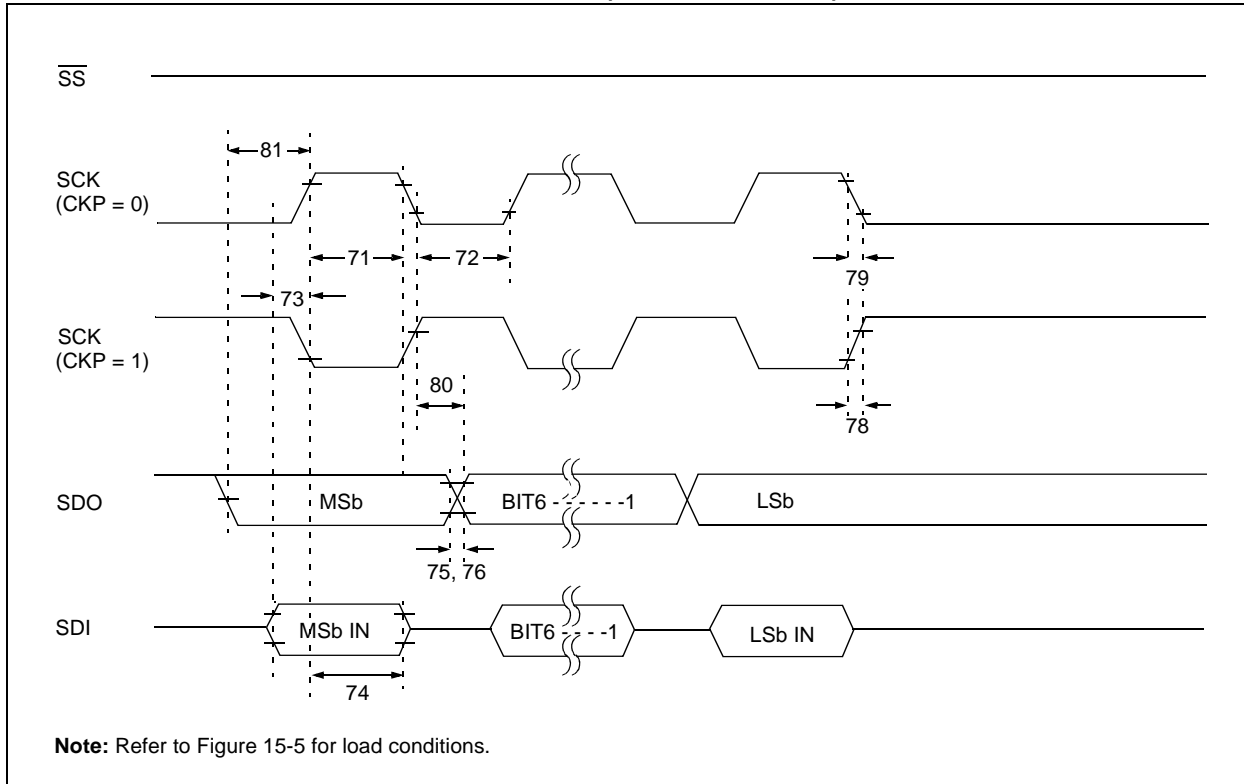 SS
81
SCK
(CKP = 0)
71
72
79
73
SCK
(CKP = 1)
80
78
SDO
MSb
BIT6 - - - - - -1
LSb
75, 76
SDI
MSb IN
BIT6 - - - - -1
LSb IN
74
Note: Refer to Figure 15-5 for load conditions.